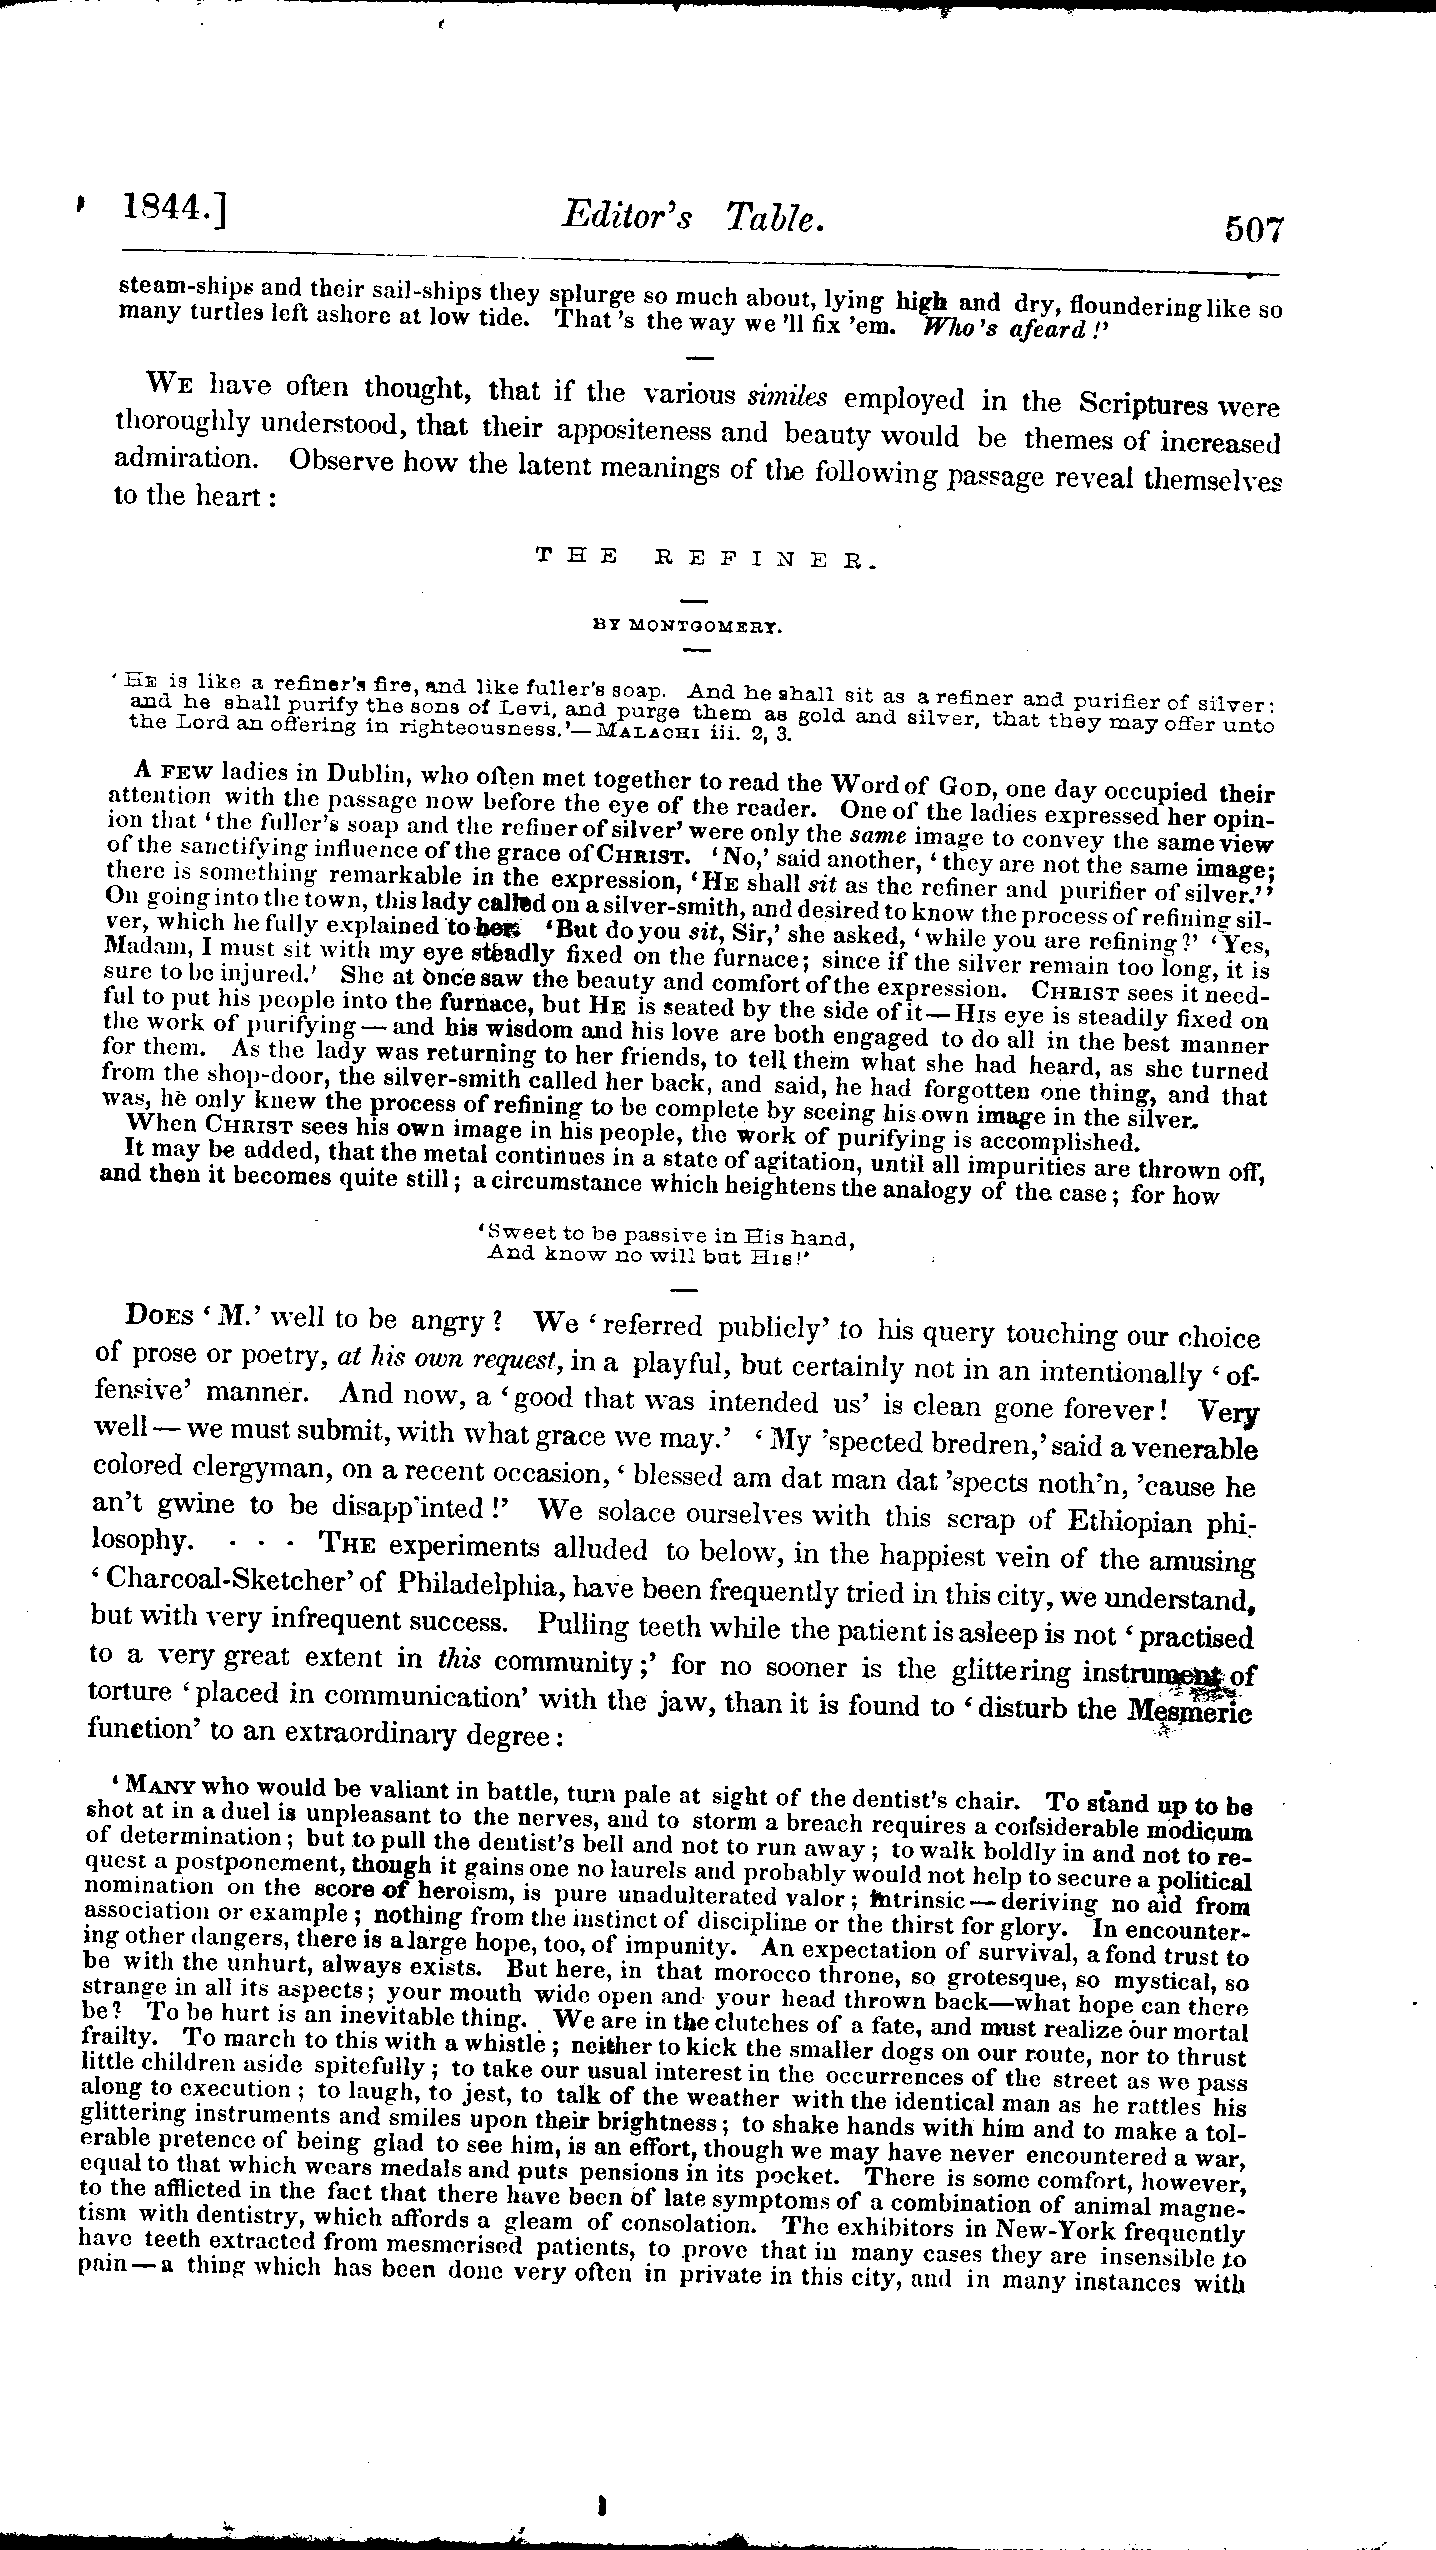 1844.] Editor's Table. 507
steam-ships and their sail-ships they splurge so much about, lying high and dry, floundering like so
many turtles left ashore at low tide. That 's the way we 'll fix 'em. Who 's afeard !'
WE have often thought, that if the various similes employed in the Scriptures were
thoroughly understood, that their appositeness and beauty would be themes of increased
admiration. Observe how the latent meanings of the following passage reveal themselves
to the heart :
THE REFINER.
BY MONTGOMERY.
'HE is like a refiner's fire, and like fuller's soap. And he shall sit as a refiner and purifier of silver:
and he shall purify the sons of Levi, and purge them as gold and silver, that they may offer unto
the Lord an offering in righteousness.'—MALACHI iii. 2, 3.
A FEW ladies in Dublin, who often met together to read the Word of GOD, one day occupied their
attention with the passage now before the eye of the reader. One of the ladies expressed her opin-
ion that 'the fuller's soap and the refiner of silver' were only the same image to convey the same view
of the sanctifying influence of the grace of CHRIST. 'No,' said another, 'they are not the same image;
there is something remarkable in the expression, 'HE shall sit as the refiner and purifier of silver.''
On going into the town, this lady called on a silver-smith, and desired to know the process of refining sil-
ver, which he fully explained to her. 'But do you sit, Sir,' she asked, 'while you are refining?' 'Yes,
Madam, I must sit with my eye steadly fixed on the furnace; since if the silver remain too long, it is
sure to be injured.' She at once saw the beauty and comfort of the expression. CHRIST sees it need-
ful to put his people into the furnace, but HE is seated by the side of it—HIS eye is steadily fixed on
the work of purifying—and his wisdom and his love are both engaged to do all in the best manner
for them. As the lady was returning to her friends, to tell them what she had heard, as she turned
from the shop-door, the silver-smith called her back, and said, he had forgotten one thing, and that
was, he only knew the process of refining to be complete by seeing his own image in the silver.
When CHRIST sees his own image in his people, the work of purifying is accomplished.
It may be added, that the metal continues in a state of agitation, until all impurities are thrown off,
and then it becomes quite still; a circumstance which heightens the analogy of the case; for how
'Sweet to be passive in His hand,
And know no will but HIS!'
DOES 'M.' well to be angry? We 'referred publicly' to his query touching our choice
of prose or poetry, at his own request, in a playful, but certainly not in an intentionally 'of-
fensive' manner. And now, a 'good that was intended us' is clean gone forever! Very
well—we must submit, with what grace we may.' 'My 'spected bredren,' said a venerable
colored clergyman, on a recent occasion, 'blessed am dat man dat 'spects noth'n, 'cause he
an't gwine to be disapp'inted!' We solace ourselves with this scrap of Ethiopian phi-
losophy. . . . THE experiments alluded to below, in the happiest vein of the amusing
'Charcoal-Sketcher' of Philadelphia, have been frequently tried in this city, we understand,
but with very infrequent success. Pulling teeth while the patient is asleep is not 'practised
to a very great extent in this community;' for no sooner is the glittering instrument of
torture 'placed in communication' with the jaw, than it is found to 'disturb the Mesmeric
function' to an extraordinary degree:
'MANY who would be valiant in battle, turn pale at sight of the dentist's chair. To stand up to be
shot at in a duel is unpleasant to the nerves, and to storm a breach requires a considerable modicum
of determination; but to pull the dentist's bell and not to run away; to walk boldly in and not to re-
quest a postponement, though it gains one no laurels and probably would not help to secure a political
nomination on the score of heroism, is pure unadulterated valor; intrinsic—deriving no aid from
association or example; nothing from the instinct of discipline or the thirst for glory. In encounter-
ing other dangers, there is a large hope, too, of impunity. An expectation of survival, a fond trust to
be with the unhurt, always exists. But here, in that morocco throne, so grotesque, so mystical, so
strange in all its aspects; your mouth wide open and your head thrown back—what hope can there
be? To be hurt is an inevitable thing. We are in the clutches of a fate, and must realize our mortal
frailty. To march to this with a whistle; neither to kick the smaller dogs on our route, nor to thrust
little children aside spitefully; to take our usual interest in the occurrences of the street as we pass
along to execution; to laugh, to jest, to talk of the weather with the identical man as he rattles his
glittering instruments and smiles upon their brightness; to shake hands with him and to make a tol-
erable pretence of being glad to see him, is an effort, though we may have never encountered a war,
equal to that which wears medals and puts pensions in its pocket. There is some comfort, however,
to the afflicted in the fact that there have been of late symptoms of a combination of animal magne-
tism with dentistry, which affords a gleam of consolation. The exhibitors in New-York frequently
have teeth extracted from mesmerised patients, to prove that in many cases they are insensible to
pain—a thing which has been done very often in private in this city, and in many instances with